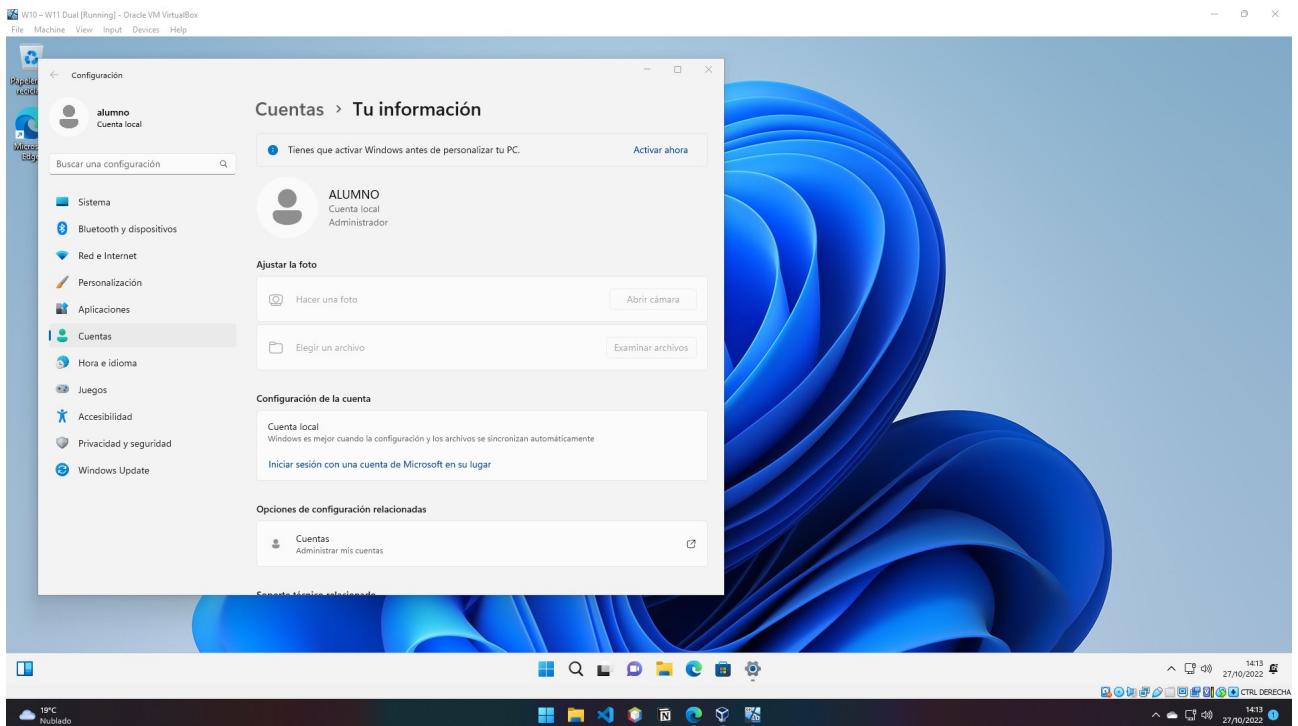 W10 – W11 Dual [Running] - Oracle VM VirtualBox
File Machine View Input Devices Help
Configuración
alumno
Cuenta local
Buscar una configuración
Sistema
Bluetooth y dispositivos
Red e Internet
Personalización
Aplicaciones
Cuentas
Hora e idioma
Juegos
Accesibilidad
Privacidad y seguridad
Windows Update
Cuentas > Tu información
Tienes que activar Windows antes de personalizar tu PC. Activar ahora
ALUMNO
Cuenta local
Administrador
Ajustar la foto
Hacer una foto Abrir cámara
Elegir un archivo Examinar archivos
Configuración de la cuenta
Cuenta local
Windows es mejor cuando la configuración y los archivos se sincronizan automáticamente
Iniciar sesión con una cuenta de Microsoft en su lugar
Opciones de configuración relacionadas
Cuentas
Administrar mis cuentas
Soporte técnico relacionado
14:13
27/10/2022
CTRL DERECHA
19°C
Nublado
14:13
27/10/2022